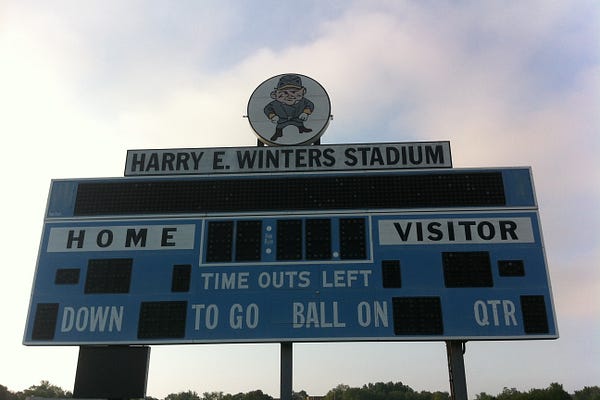 HARRY E. WINTERS STADIUM
HOME VISITOR
TIME OUTS LEFT
DOWN TO GO BALL ON QTR